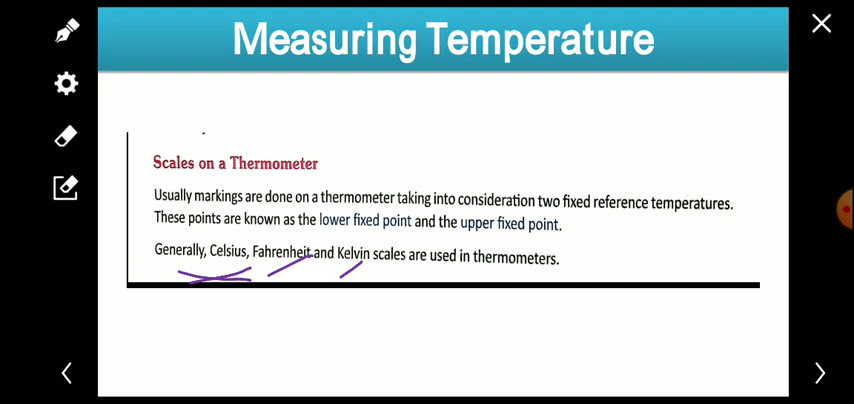 Measuring Temperature
Scales on a Thermometer
Usually markings are done on a thermometer taking into consideration two fixed reference temperatures.
These points are known as the lower fixed point and the upper fixed point.
Generally, Celsius, Fahrenheit and Kelvin scales are used in thermometers.